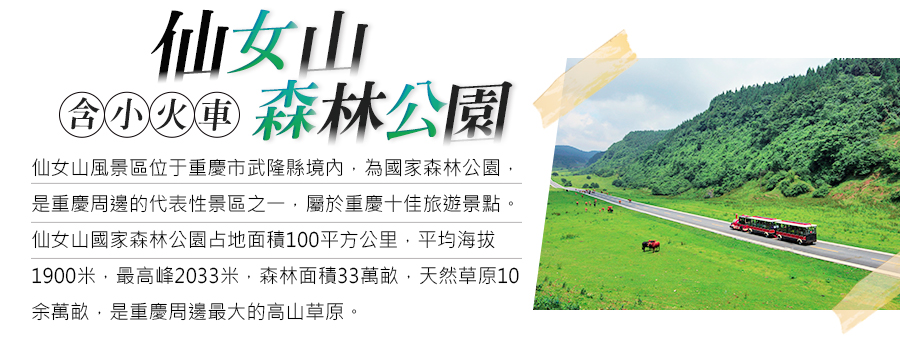 仙女山
含小火車 森林公園
仙女山風景區位于重慶市武隆縣境內，為國家森林公園，
是重慶周邊的代表性景區之一，屬於重慶十佳旅遊景點。
仙女山國家森林公園占地面積100平方公里，平均海拔
1900米，最高峰2033米，森林面積33萬畝，天然草原10
余萬畝，是重慶周邊最大的高山草原。